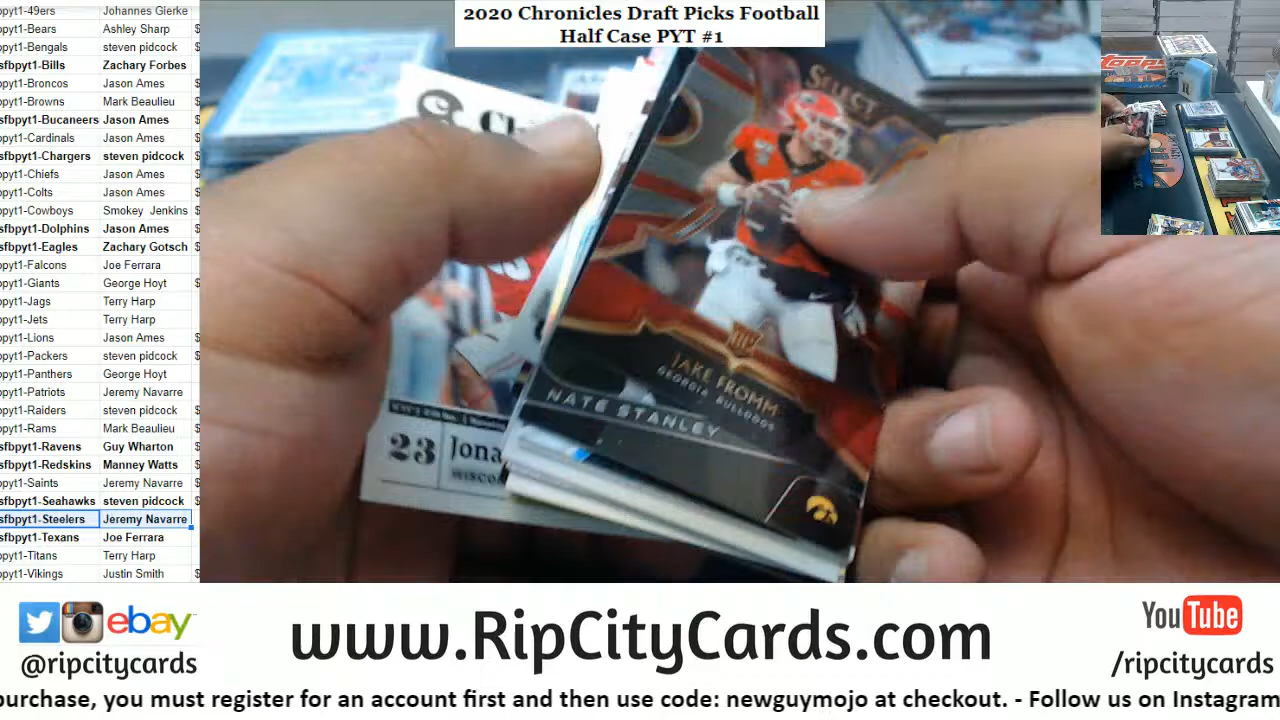 2020 Chronicles Draft Picks Football
Half Case PYT #1
pyt1-49ers Johannes Gierke
bpyt1-Bears Ashley Sharp
pyt1-Bengals steven pidcock
sfbpyt1-Bills Zachary Forbes
pyt1-Broncos Jason Ames
pyt1-Browns Mark Beaulieu
sfbpyt1-Bucaneers Jason Ames
pyt1-Cardinals Jason Ames
sfbpyt1-Chargers steven pidcock
pyt1-Chiefs Jason Ames
pyt1-Colts Jason Ames
pyt1-Cowboys Smokey Jenkins
sfbpyt1-Dolphins Jason Ames
sfbpyt1-Eagles Zachary Gotsch
pyt1-Falcons Joe Ferrara
pyt1-Giants George Hoyt
pyt1-Jags Terry Harp
pyt1-Jets Terry Harp
pyt1-Lions Jason Ames
pyt1-Packers steven pidcock
pyt1-Panthers George Hoyt
pyt1-Patriots Jeremy Navarre
pyt1-Raiders steven pidcock
pyt1-Rams Mark Beaulieu
sfbpyt1-Ravens Guy Wharton
sfbpyt1-Redskins Manney Watts
pyt1-Saints Jeremy Navarre
sfbpyt1-Seahawks steven pidcock
sfbpyt1-Steelers Jeremy Navarre
sfbpyt1-Texans Joe Ferrara
pyt1-Titans Terry Harp
pyt1-Vikings Justin Smith
SELECT
JAKE FROMM
GEORGIA BULLDOGS
NATE STANLEY
23 Jona
WISCO
Topps
ebay
@ripcitycards
www.RipCityCards.com
YouTube
/ripcitycards
purchase, you must register for an account first and then use code: newguymojo at checkout. - Follow us on Instagram